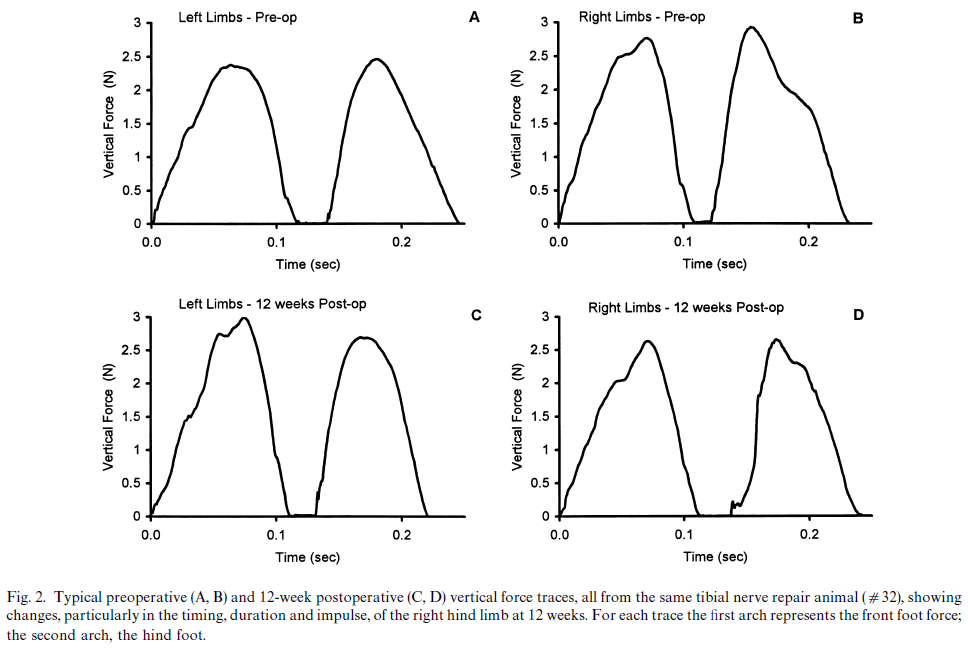 Left Limbs - Pre-op
A
3
2.5
2
1.5
1
0.5
0
Vertical Force (N)
0.0
0.1
0.2
Time (sec)
Right Limbs - Pre-op
B
3
2.5
2
1.5
1
0.5
0
Vertical Force (N)
0.0
0.1
0.2
Time (sec)
Left Limbs - 12 weeks Post-op
C
3
2.5
2
1.5
1
0.5
0
Vertical Force (N)
0.0
0.1
0.2
Time (sec)
Right Limbs - 12 weeks Post-op
D
3
2.5
2
1.5
1
0.5
0
Vertical Force (N)
0.0
0.1
0.2
Time (sec)
Fig. 2. Typical preoperative (A, B) and 12-week postoperative (C, D) vertical force traces, all from the same tibial nerve repair animal (#32), showing
changes, particularly in the timing, duration and impulse, of the right hind limb at 12 weeks. For each trace the first arch represents the front foot force;
the second arch, the hind foot.